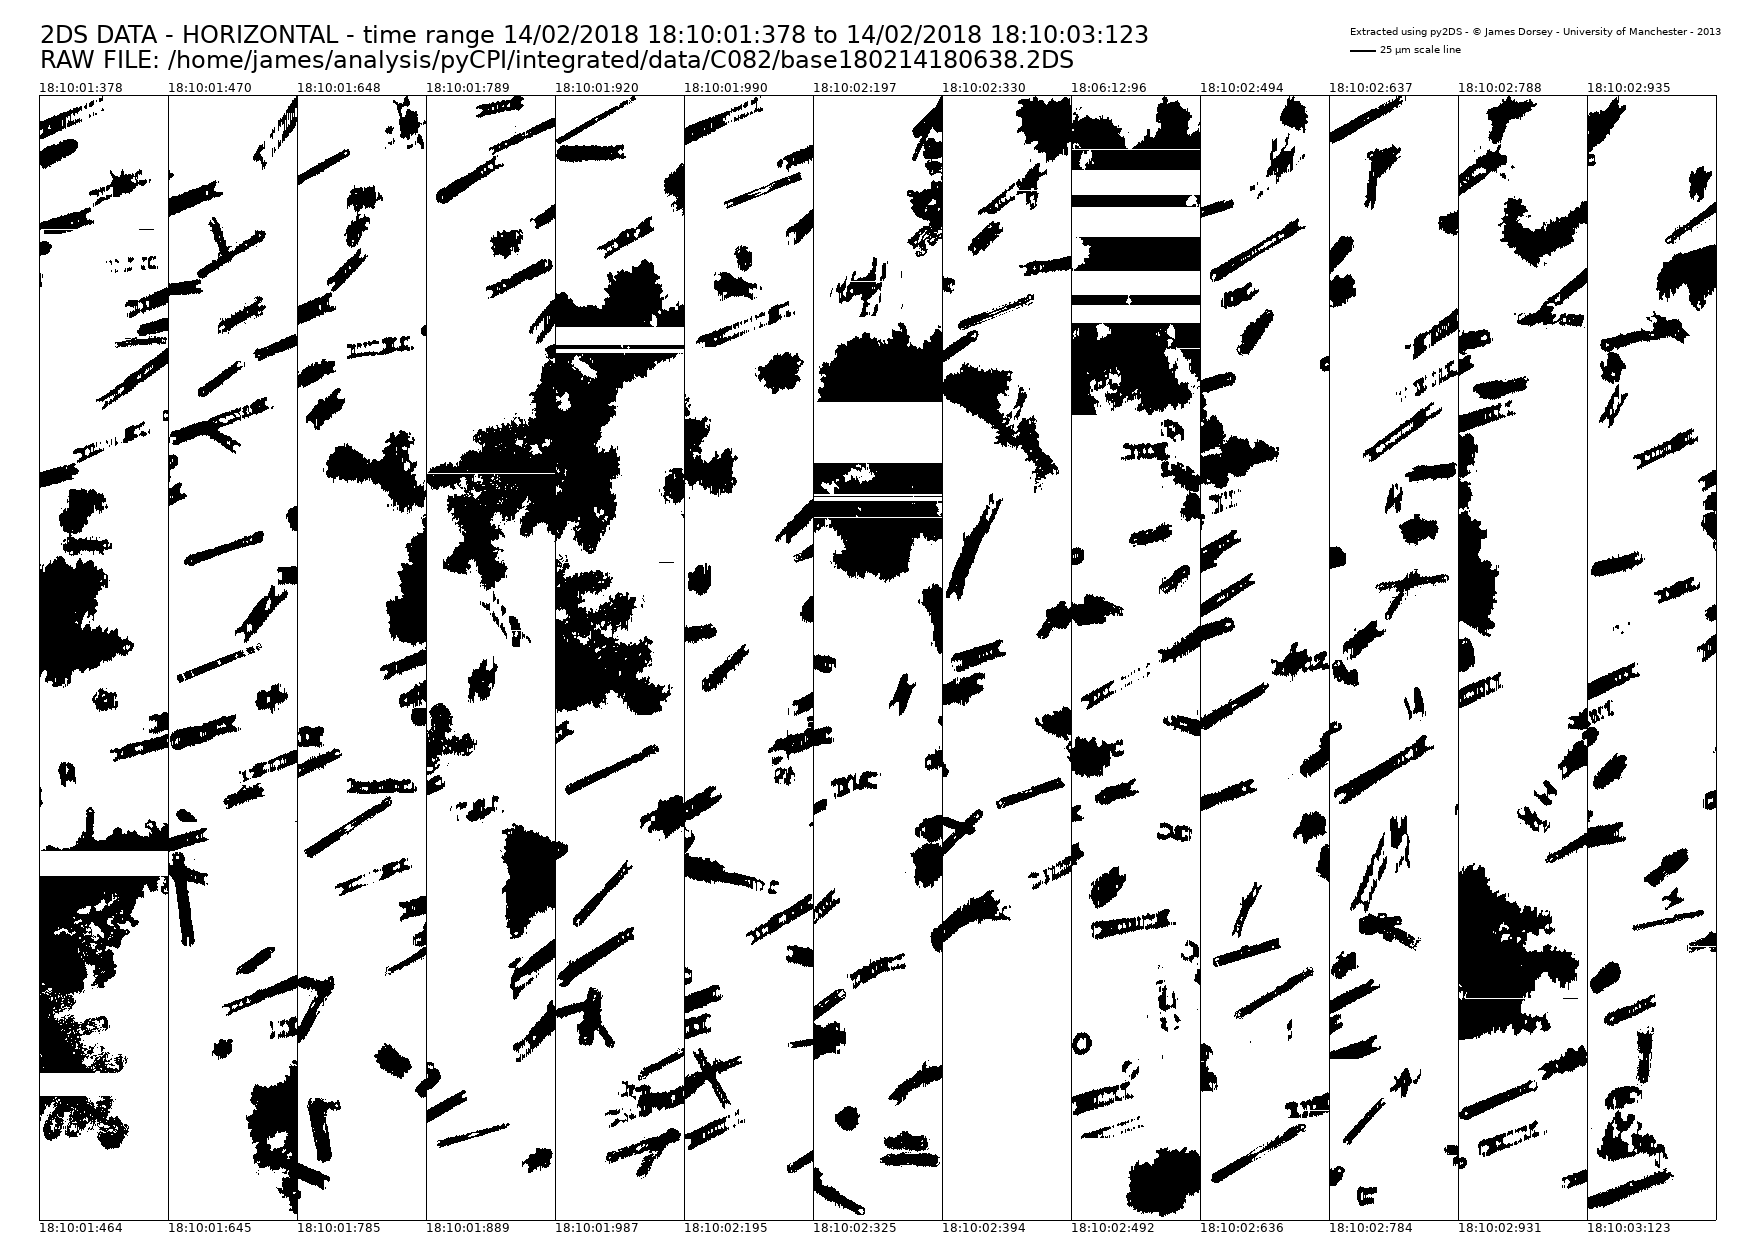 2DS DATA - HORIZONTAL - time range 14/02/2018 18:10:01:378 to 14/02/2018 18:10:03:123
RAW FILE: /home/james/analysis/pyCPI/integrated/data/C082/base180214180638.2DS
Extracted using py2DS - © James Dorsey - University of Manchester - 2013
25 µm scale line
18:10:01:378 18:10:01:470 18:10:01:648 18:10:01:789 18:10:01:920 18:10:01:990 18:10:02:197 18:10:02:330 18:06:12:96 18:10:02:494 18:10:02:637 18:10:02:788 18:10:02:935
18:10:01:464 18:10:01:645 18:10:01:785 18:10:01:889 18:10:01:987 18:10:02:195 18:10:02:325 18:10:02:394 18:10:02:492 18:10:02:636 18:10:02:784 18:10:02:931 18:10:03:123